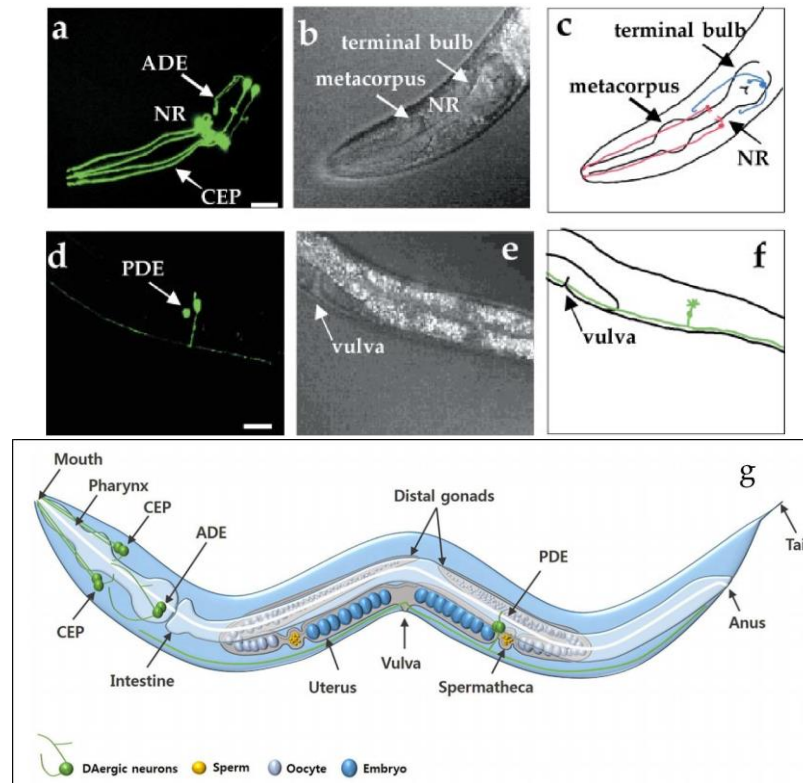 a
ADE
NR
CEP
b
terminal bulb
metacorpus
NR
c
terminal bulb
metacorpus
NR
d
PDE
e
vulva
f
vulva
g
Mouth
Pharynx
CEP
ADE
CEP
Intestine
Distal gonads
Uterus
Vulva
PDE
Spermatheca
Tai
Anus
DAergic neurons
Sperm
Oocyte
Embryo